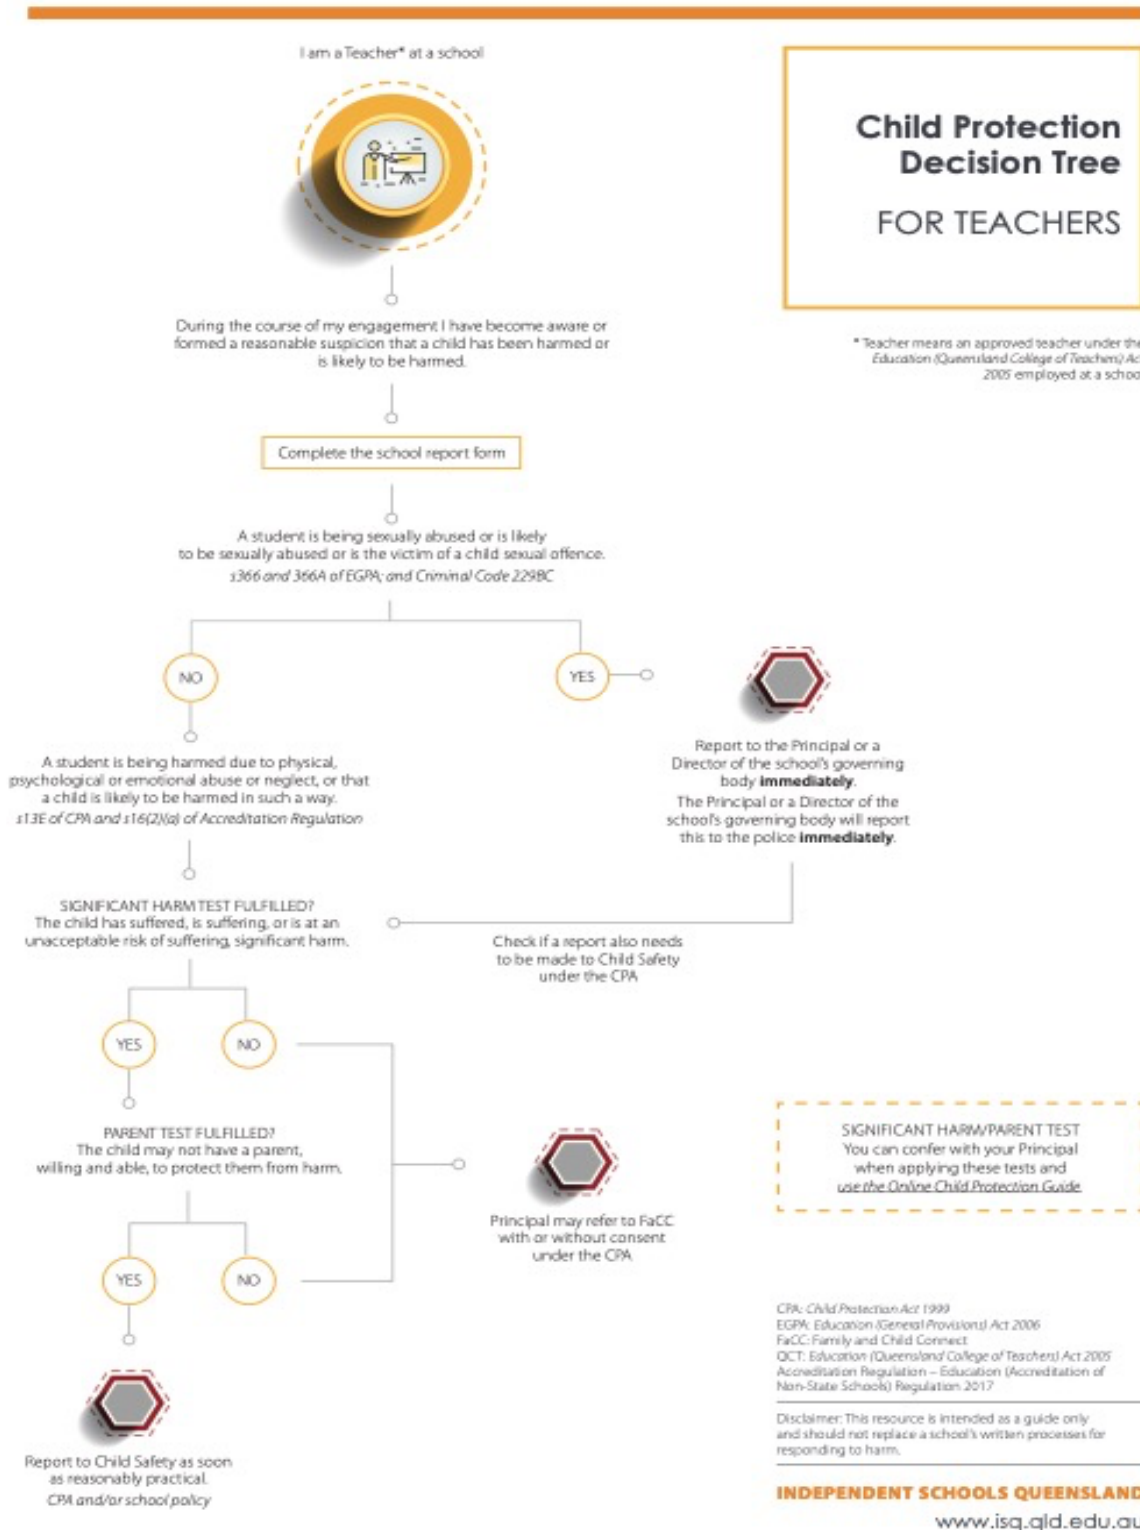 I am a Teacher* at a school
Child Protection
Decision Tree
FOR TEACHERS
During the course of my engagement I have become aware or
formed a reasonable suspicion that a child has been harmed or
is likely to be harmed.
* Teacher means an approved teacher under the
Education (Queensland College of Teachers) Ac
2005 employed at a schoo
Complete the school report form
A student is being sexually abused or is likely
to be sexually abused or is the victim of a child sexual offence.
s366 and 366A of EGPA; and Criminal Code 229BC
NO
YES
A student is being harmed due to physical,
psychological or emotional abuse or neglect, or that
a child is likely to be harmed in such a way.
s13E of CPA and s16(2)(a) of Accreditation Regulation
Report to the Principal or a
Director of the school's governing
body immediately.
The Principal or a Director of the
school's governing body will report
this to the police immediately.
SIGNIFICANT HARM TEST FULFILLED?
The child has suffered, is suffering, or is at an
unacceptable risk of suffering, significant harm.
Check if a report also needs
to be made to Child Safety
under the CPA
YES
NO
PARENT TEST FULFILLED?
The child may not have a parent,
willing and able, to protect them from harm.
SIGNIFICANT HARM/PARENT TEST
You can confer with your Principal
when applying these tests and
use the Online Child Protection Guide
Principal may refer to FaCC
with or without consent
under the CPA
YES
NO
CPA: Child Protection Act 1999
EGPA: Education (General Provisions) Act 2006
FaCC: Family and Child Connect
QCT: Education (Queensland College of Teachers) Act 2005
Accreditation Regulation – Education (Accreditation of
Non-State Schools) Regulation 2017
Disclaimer: This resource is intended as a guide only
and should not replace a school's written processes for
responding to harm.
Report to Child Safety as soon
as reasonably practical.
CPA and/or school policy
INDEPENDENT SCHOOLS QUEENSLAND
www.isq.qld.edu.au